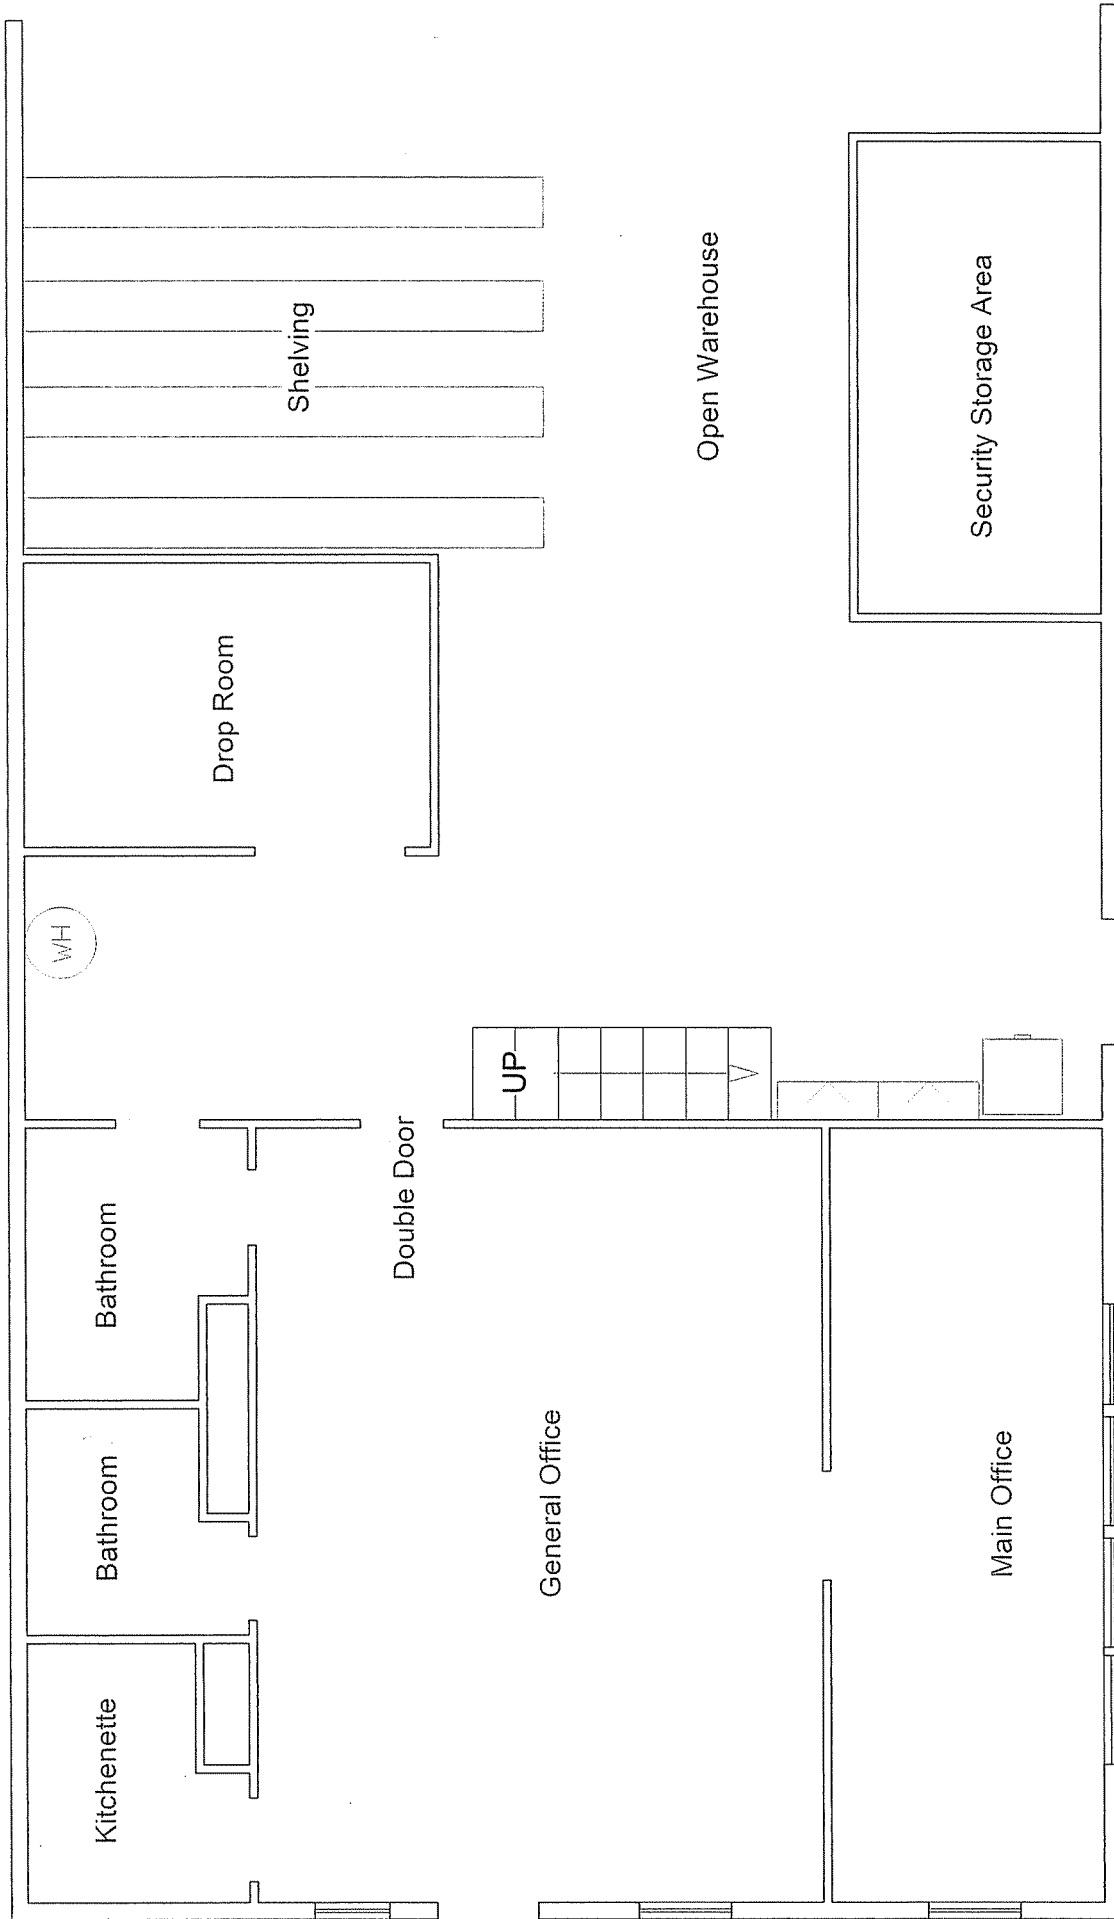 Kitchenette
Bathroom
Bathroom
WH
Drop Room
Shelving
Double Door
UP
General Office
Open Warehouse
Main Office
Security Storage Area